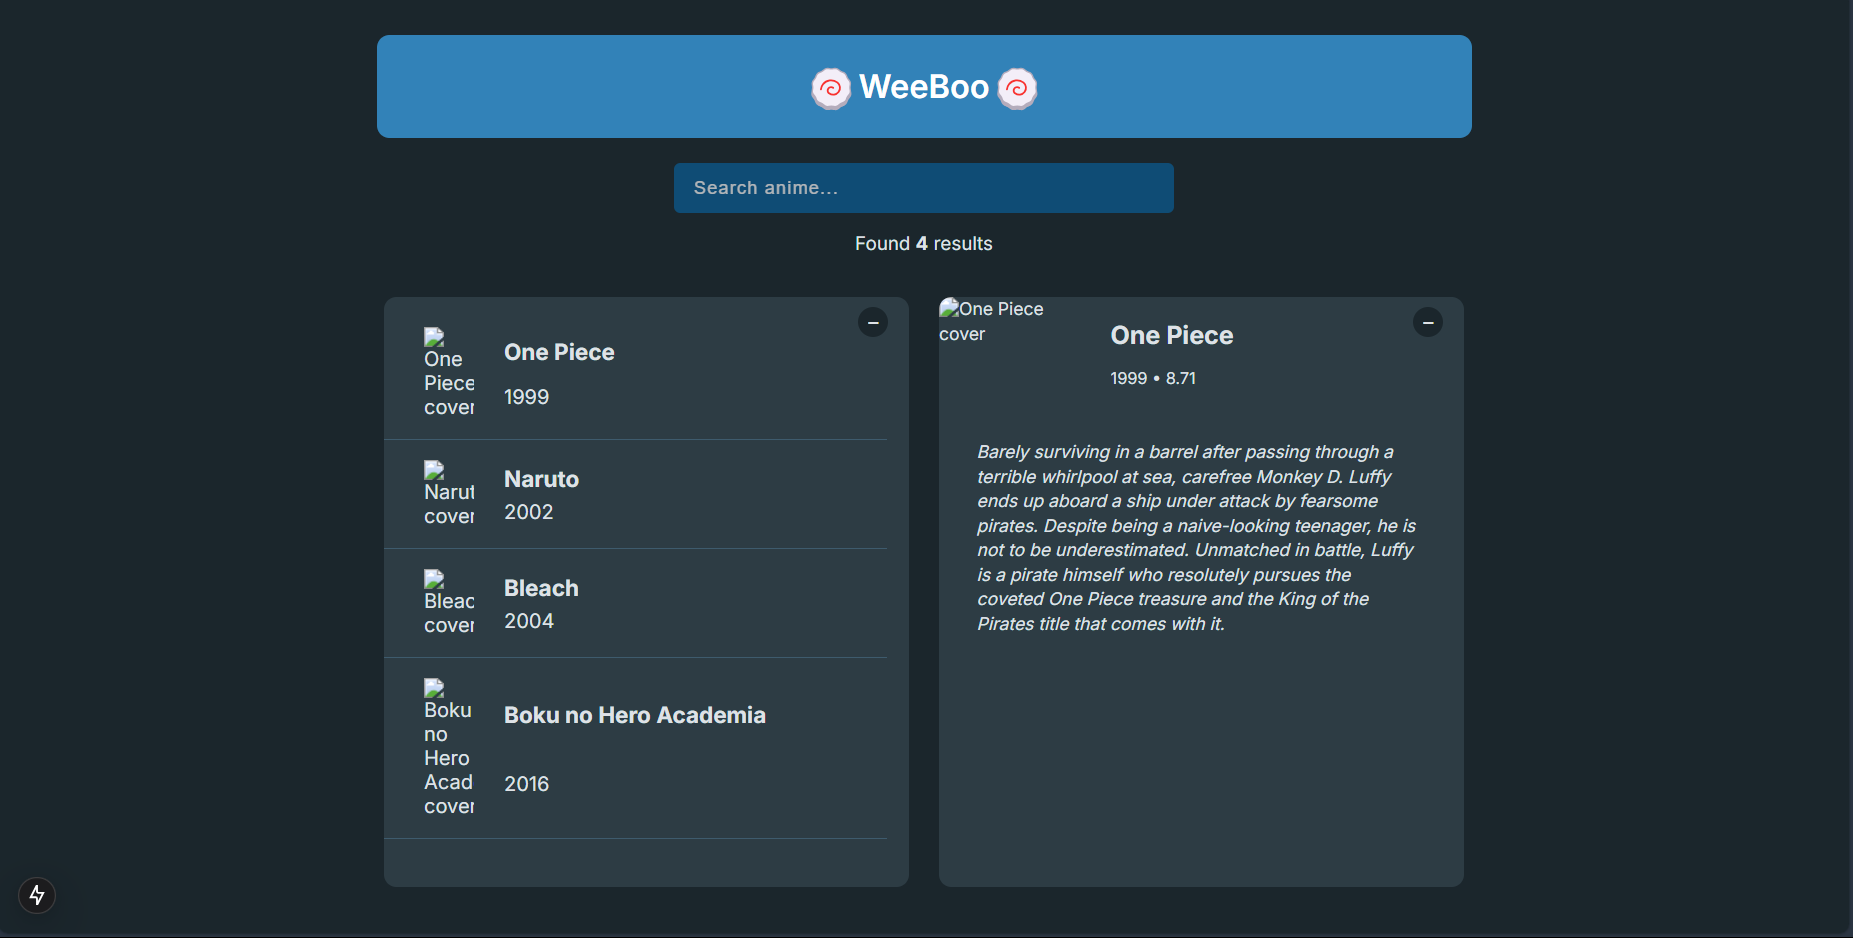 WeeBoo
Search anime...
Found 4 results
One
Piece
cover
One Piece
1999
Narut
cover
Naruto
2002
Bleac
cover
Bleach
2004
Boku
no
Hero
Acad
cover
Boku no Hero Academia
2016
One Piece
cover
One Piece
1999 • 8.71
Barely surviving in a barrel after passing through a
terrible whirlpool at sea, carefree Monkey D. Luffy
ends up aboard a ship under attack by fearsome
pirates. Despite being a naive-looking teenager, he is
not to be underestimated. Unmatched in battle, Luffy
is a pirate himself who resolutely pursues the
coveted One Piece treasure and the King of the
Pirates title that comes with it.